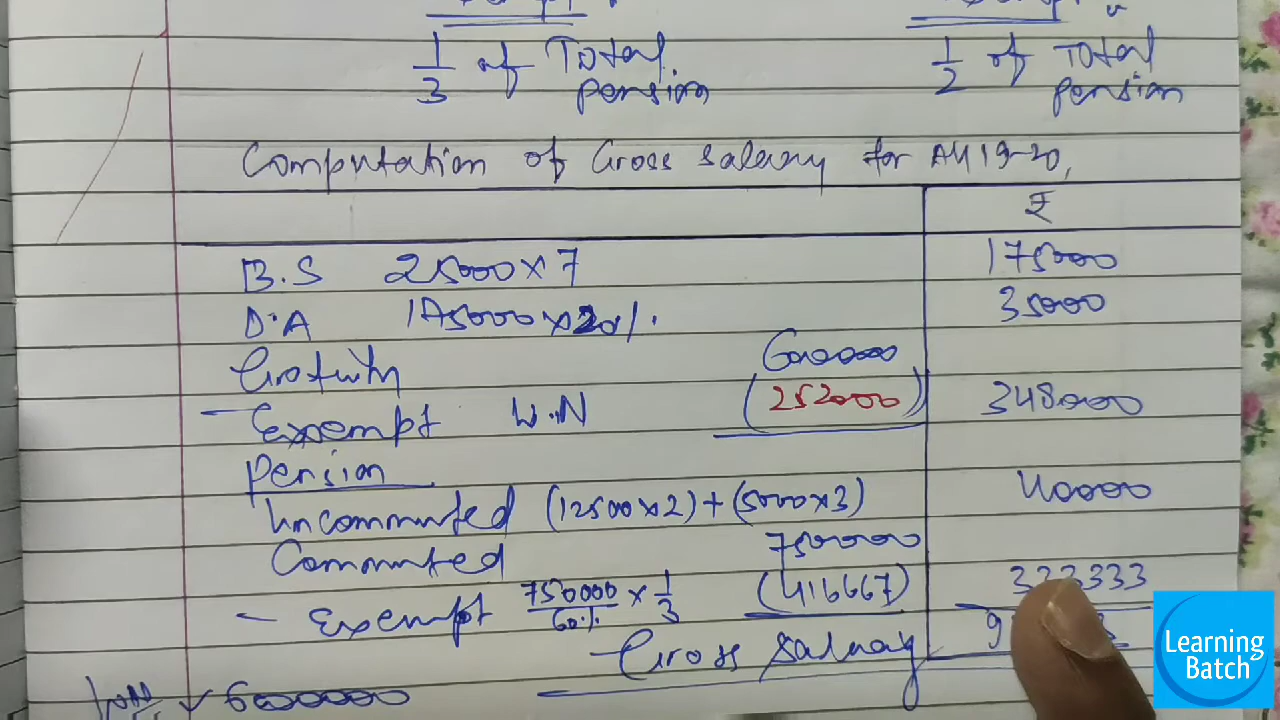 1/3 of Total pension
1/2 of Total pension
Computation of Gross Salary for AY 19-20,
₹
B.S 25000×7 175000
D.A 175000×20% 35000
Gratuity 600000
- Exempt W.N (252000) 348000
Pension
Uncommuted (12500×2)+(5000×3) 40000
Commuted 750000
- Exempt 750000/60% × 1/3 (416667) 333333
Gross Salary
600000
Learning
Batch